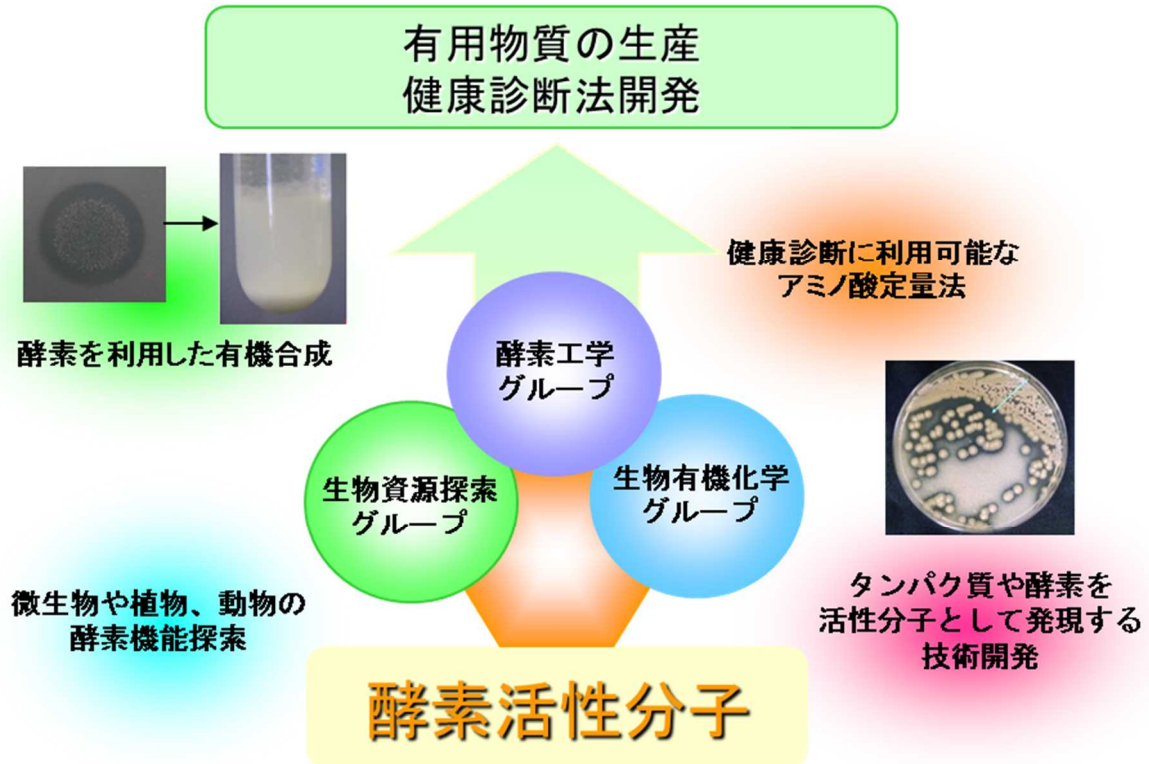 有用物質の生産
健康診断法開発
健康診断に利用可能な
アミノ酸定量法
酵素を利用した有機合成
酵素工学
グループ
生物資源探索
グループ
生物有機化学
グループ
微生物や植物、動物の
酵素機能探索
タンパク質や酵素を
活性分子として発現する
技術開発
酵素活性分子